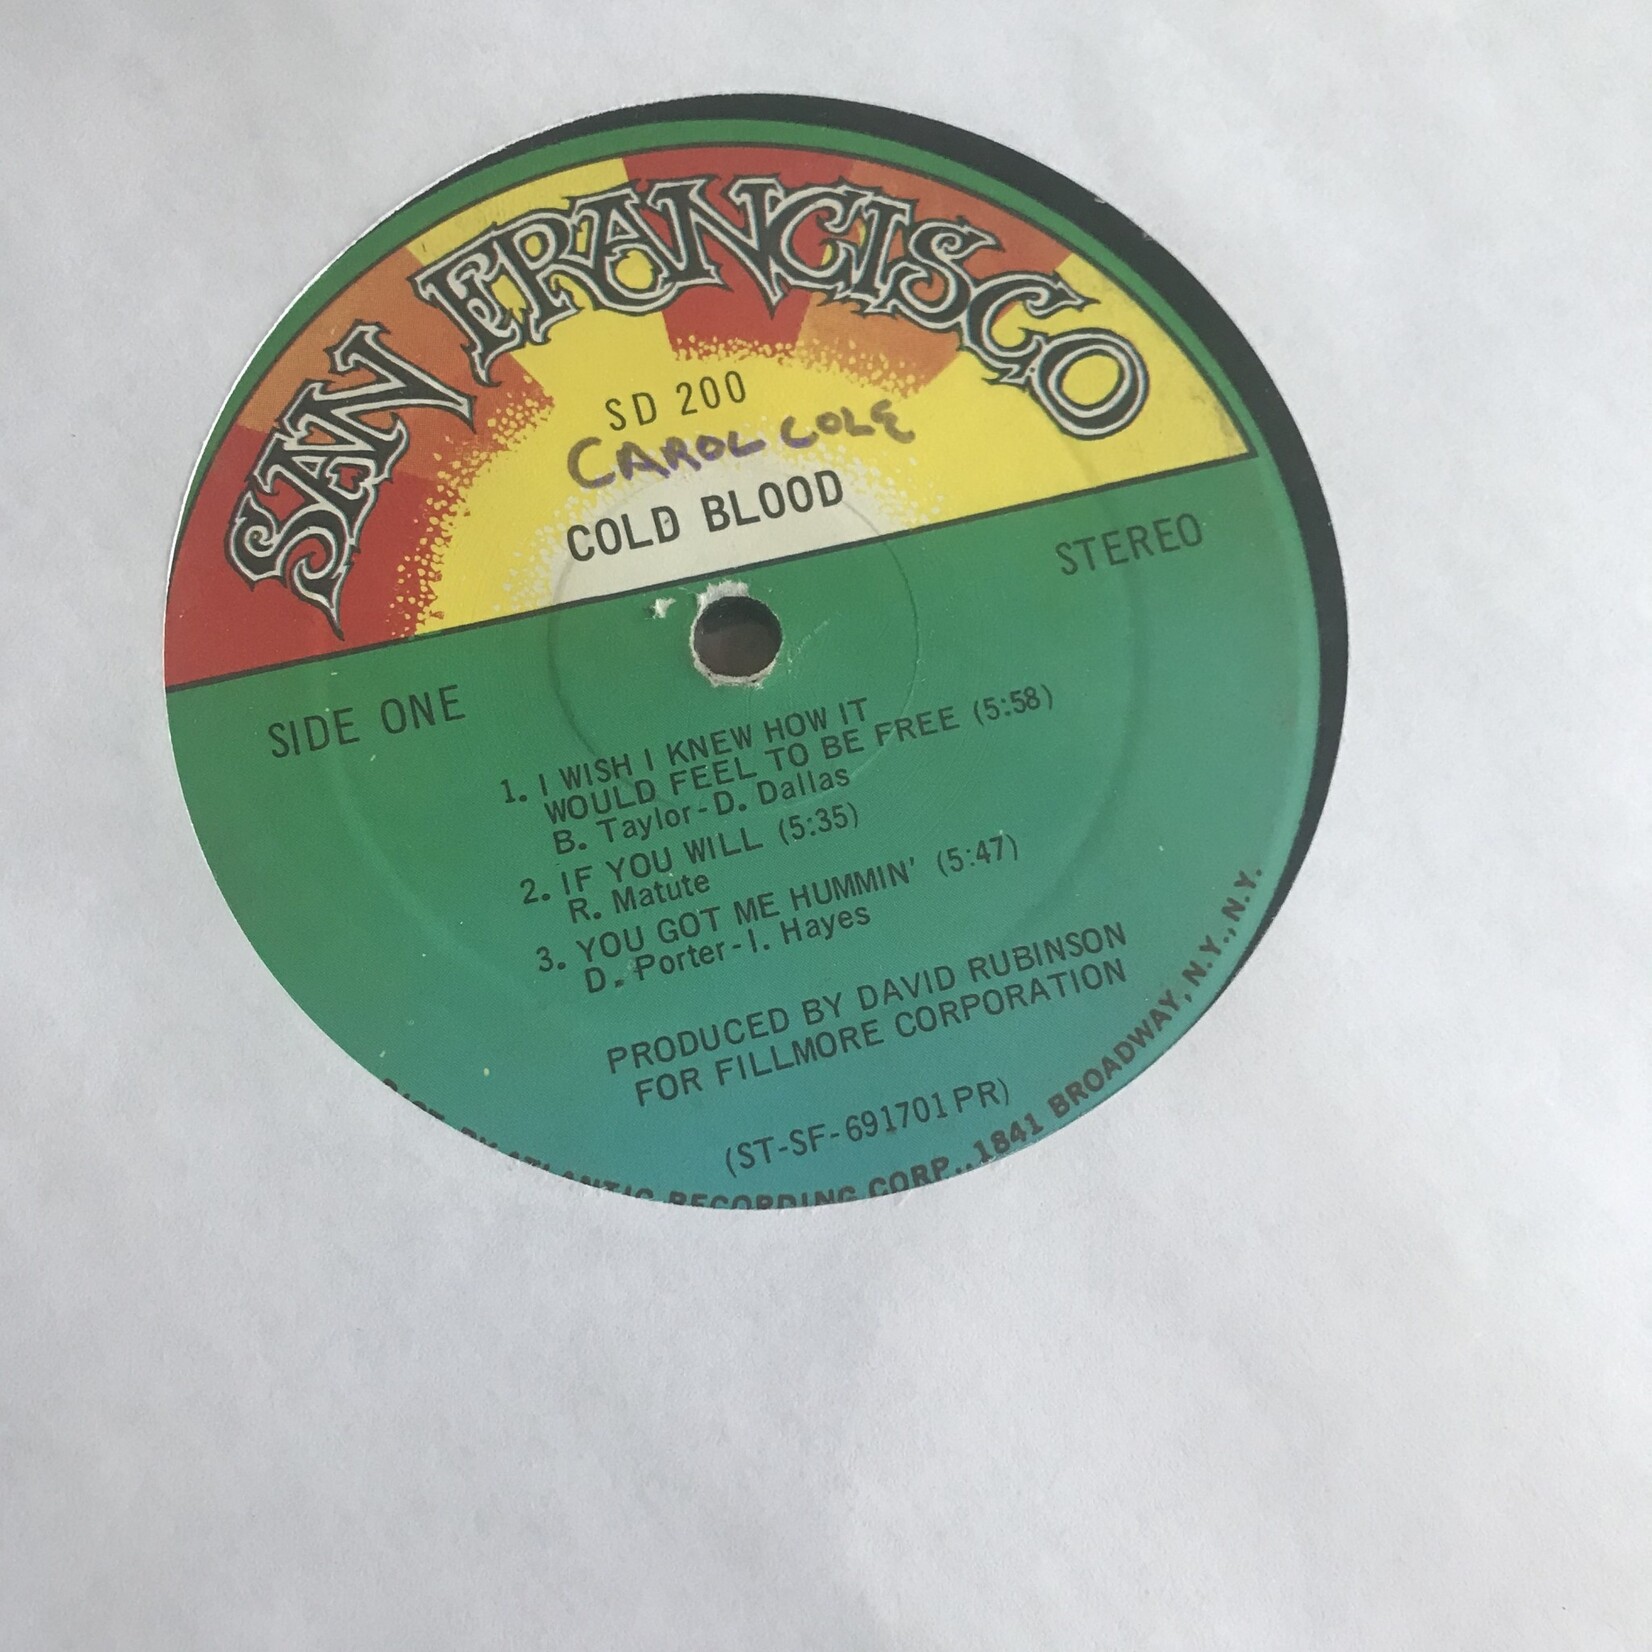 SAN FRANCISCO
SD 200
CAROL COLE
COLD BLOOD
STEREO
SIDE ONE
1. I WISH I KNEW HOW IT
WOULD FEEL TO BE FREE (5:58)
B. Taylor-D. Dallas
2. IF YOU WILL (5:35)
R. Matute
3. YOU GOT ME HUMMIN' (5:47)
D. Porter-I. Hayes
PRODUCED BY DAVID RUBINSON
FOR FILLMORE CORPORATION
(ST-SF-691701 PR)
BY ATLANTIC RECORDING CORP., 1841 BROADWAY, N.Y., N.Y.